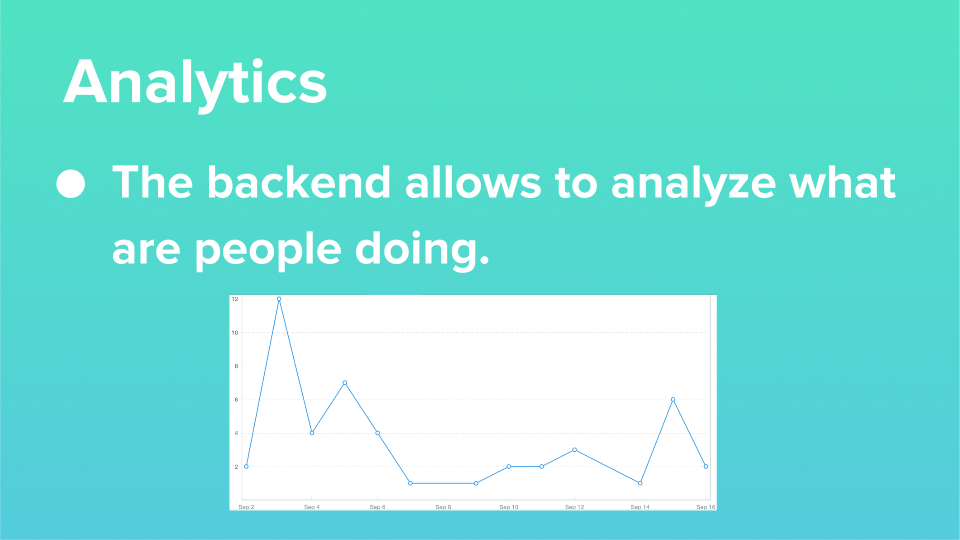 Analytics
● The backend allows to analyze what
are people doing.
12
10
8
6
4
2
Sep 2 Sep 4 Sep 6 Sep 8 Sep 10 Sep 12 Sep 14 Sep 16